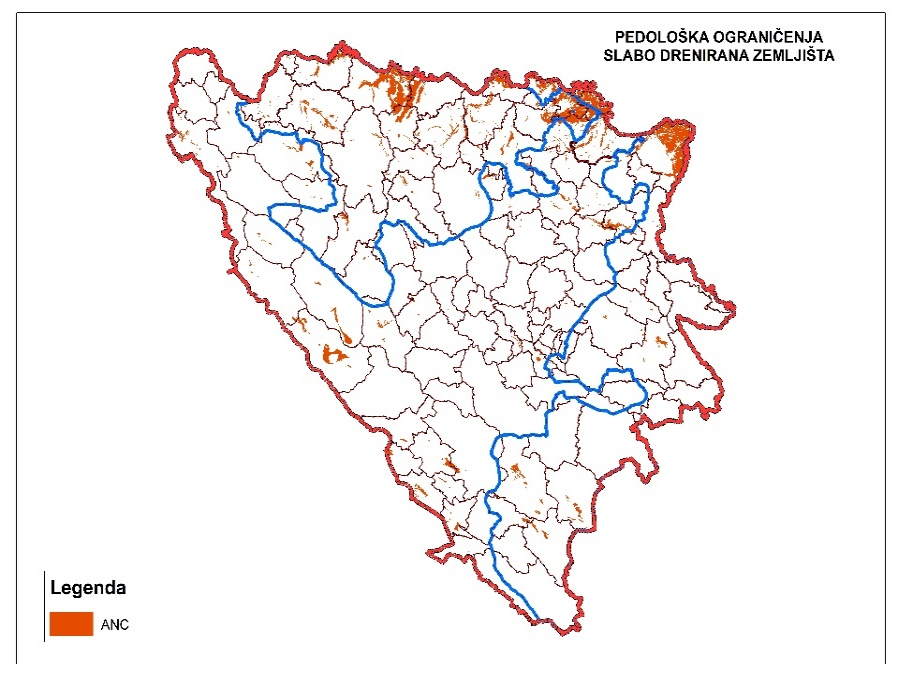 PEDOLOŠKA OGRANIČENJA
SLABO DRENIRANA ZEMLJIŠTA
Legenda
ANC